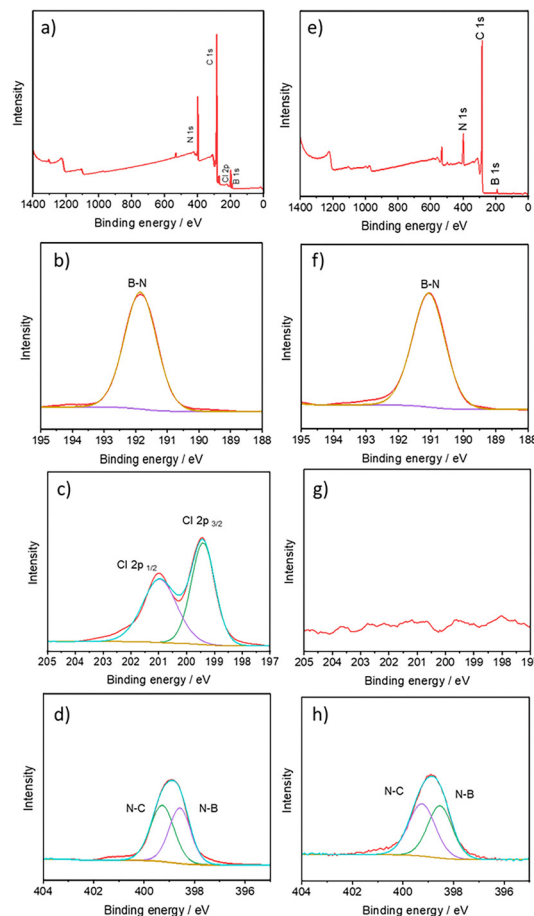 a)
C 1s
N 1s
Cl 2p
B 1s
Intensity
1400 1200 1000 800 600 400 200 0
Binding energy / eV
e)
C 1s
N 1s
B 1s
Intensity
1400 1200 1000 800 600 400 200 0
Binding energy / eV
b)
B-N
Intensity
195 194 193 192 191 190 189 188
Binding energy / eV
f)
B-N
Intensity
195 194 193 192 191 190 189 188
Binding energy / eV
c)
Cl 2p 3/2
Cl 2p 1/2
Intensity
205 204 203 202 201 200 199 198 197
Binding energy / eV
g)
Intensity
205 204 203 202 201 200 199 198 197
Binding energy / eV
d)
N-C
N-B
Intensity
404 402 400 398 396
Binding energy / eV
h)
N-C
N-B
Intensity
404 402 400 398 396
Binding energy / eV